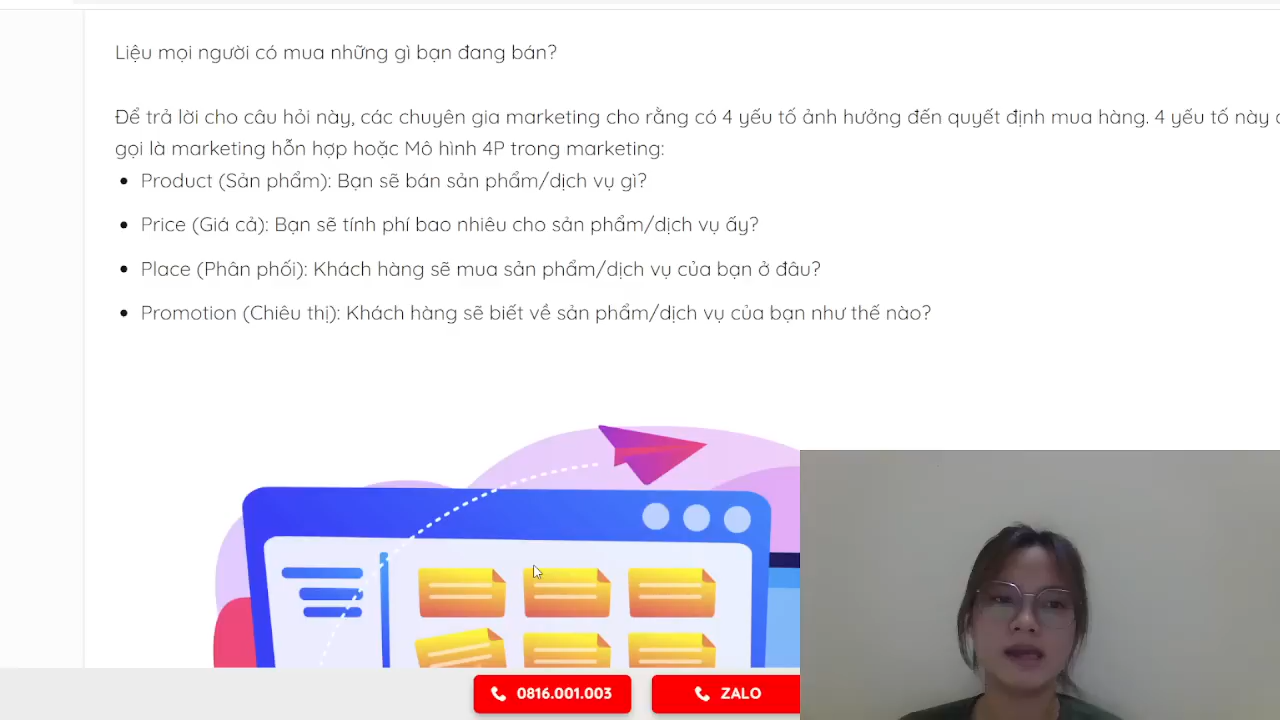 Liệu mọi người có mua những gì bạn đang bán?
Để trả lời cho câu hỏi này, các chuyên gia marketing cho rằng có 4 yếu tố ảnh hưởng đến quyết định mua hàng. 4 yếu tố này
gọi là marketing hỗn hợp hoặc Mô hình 4P trong marketing:
Product (Sản phẩm): Bạn sẽ bán sản phẩm/dịch vụ gì?
Price (Giá cả): Bạn sẽ tính phí bao nhiêu cho sản phẩm/dịch vụ ấy?
Place (Phân phối): Khách hàng sẽ mua sản phẩm/dịch vụ của bạn ở đâu?
Promotion (Chiêu thị): Khách hàng sẽ biết về sản phẩm/dịch vụ của bạn như thế nào?
0816.001.003
ZALO